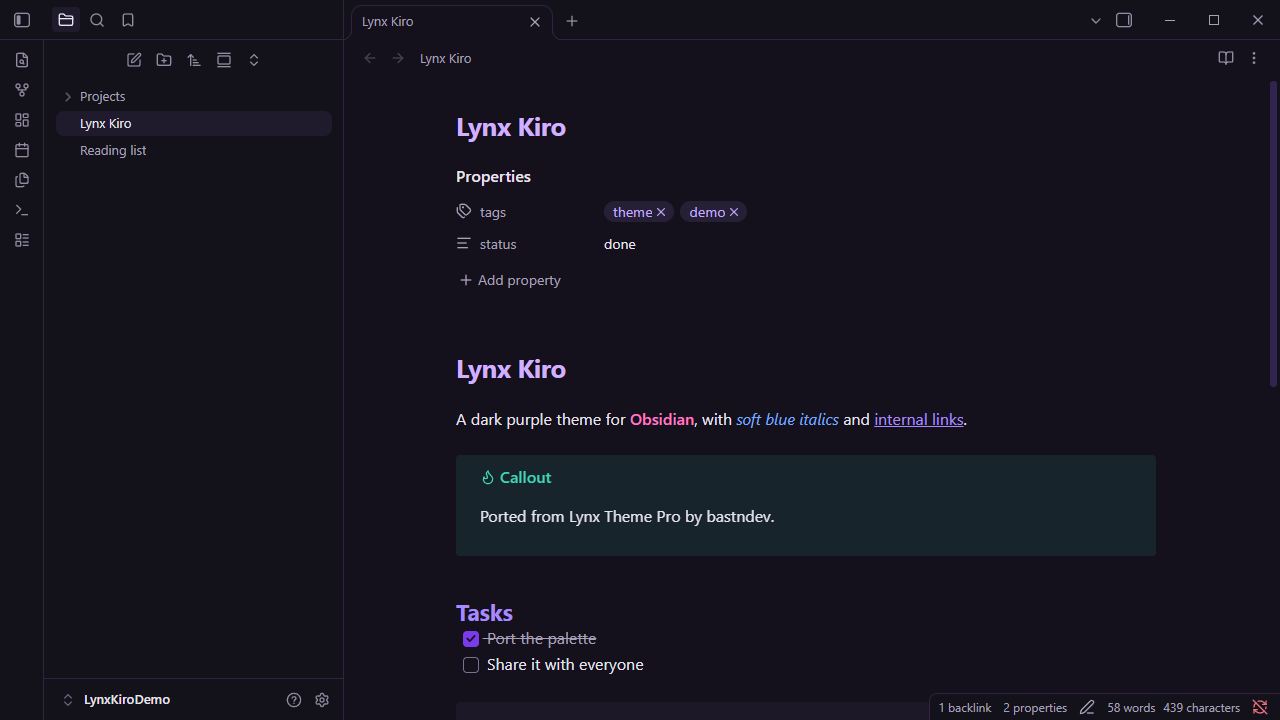 Lynx Kiro
Lynx Kiro
Projects
Lynx Kiro
Reading list
Lynx Kiro
Properties
tags theme demo
status done
Add property
Lynx Kiro
A dark purple theme for Obsidian, with soft blue italics and internal links.
Callout
Ported from Lynx Theme Pro by bastndev.
Tasks
Port the palette
Share it with everyone
LynxKiroDemo
1 backlink 2 properties 58 words 439 characters